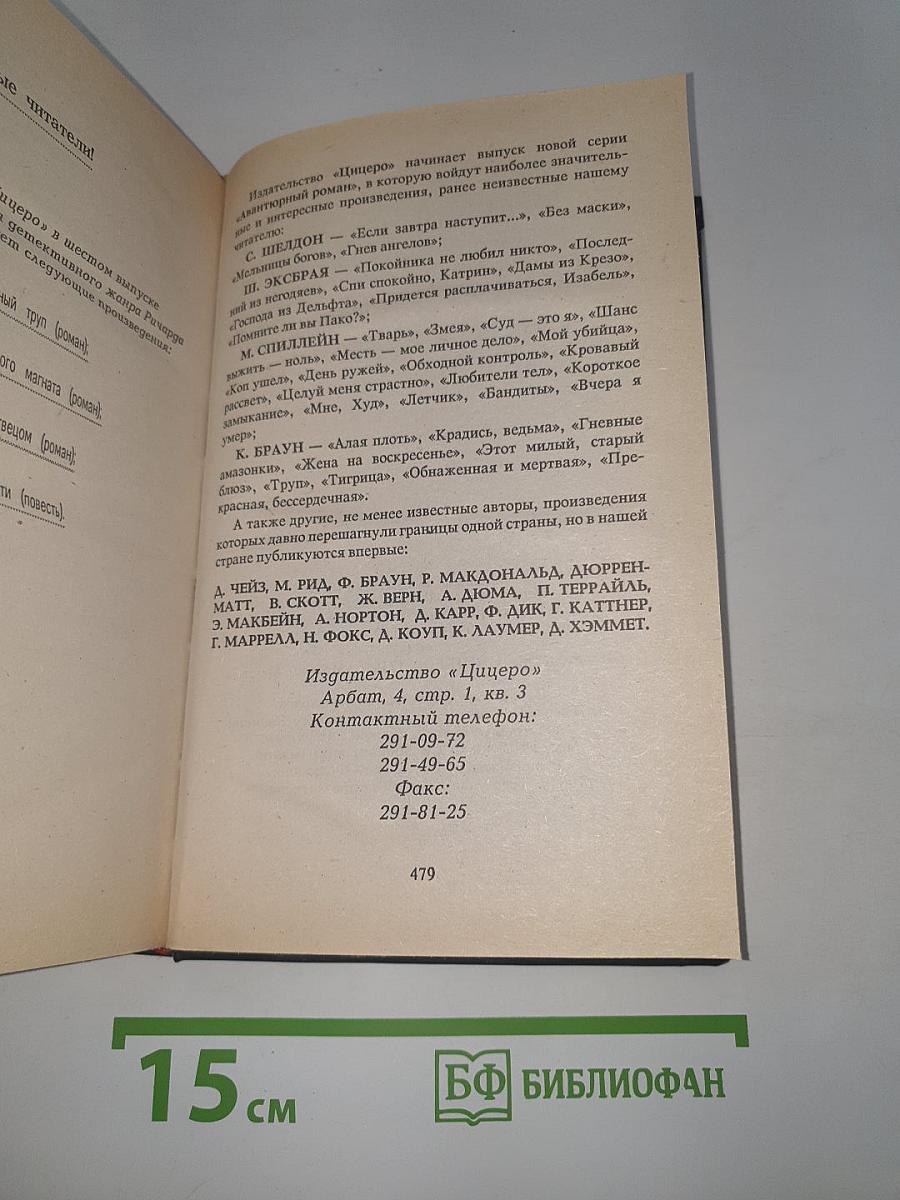 ые читатели!
Цицеро» в шестом выпуске
детективного жанра Ричарда
ет следующие произведения:
ный труп (роман);
ого магната (роман);
твецом (роман);
ти (повесть).
Издательство «Цицеро» начинает выпуск новой серии
«Авантюрный роман», в которую войдут наиболее значитель-
ные и интересные произведения, ранее неизвестные нашему
читателю:
С. ШЕЛДОН — «Если завтра наступит...», «Без маски»,
«Мельницы богов», «Гнев ангелов»;
Ш. ЭКСБРАЯ — «Покойника не любил никто», «Послед-
ний из негодяев», «Спи спокойно, Катрин», «Дамы из Крезо»,
«Господа из Дельфта», «Придется расплачиваться, Изабель»,
«Помните ли вы Пако?»;
М. СПИЛЛЕЙН — «Тварь», «Змея», «Суд — это я», «Шанс
выжить — ноль», «Месть — мое личное дело», «Мой убийца»,
«Коп ушел», «День ружей», «Обходной контроль», «Кровавый
рассвет», «Целуй меня страстно», «Любители тел», «Короткое
замыкание», «Мне, Худ», «Летчик», «Бандиты», «Вчера я
умер»;
К. БРАУН — «Алая плоть», «Крадись, ведьма», «Гневные
амазонки», «Жена на воскресенье», «Этот милый, старый
блюз», «Труп», «Тигрица», «Обнаженная и мертвая», «Пре-
красная, бессердечная».
А также другие, не менее известные авторы, произведения
которых давно перешагнули границы одной страны, но в нашей
стране публикуются впервые:
Д. ЧЕЙЗ, М. РИД, Ф. БРАУН, Р. МАКДОНАЛЬД, ДЮРРЕН-
МАТТ, В. СКОТТ, Ж. ВЕРН, А. ДЮМА, П. ТЕРРАЙЛЬ,
Э. МАКБЕЙН, А. НОРТОН, Д. КАРР, Ф. ДИК, Г. КАТТНЕР,
Г. МАРРЕЛЛ, Н. ФОКС, Д. КОУП, К. ЛАУМЕР, Д. ХЭММЕТ.
Издательство «Цицеро»
Арбат, 4, стр. 1, кв. 3
Контактный телефон:
291-09-72
291-49-65
Факс:
291-81-25
479
15 см
БФ БИБЛИОФАН